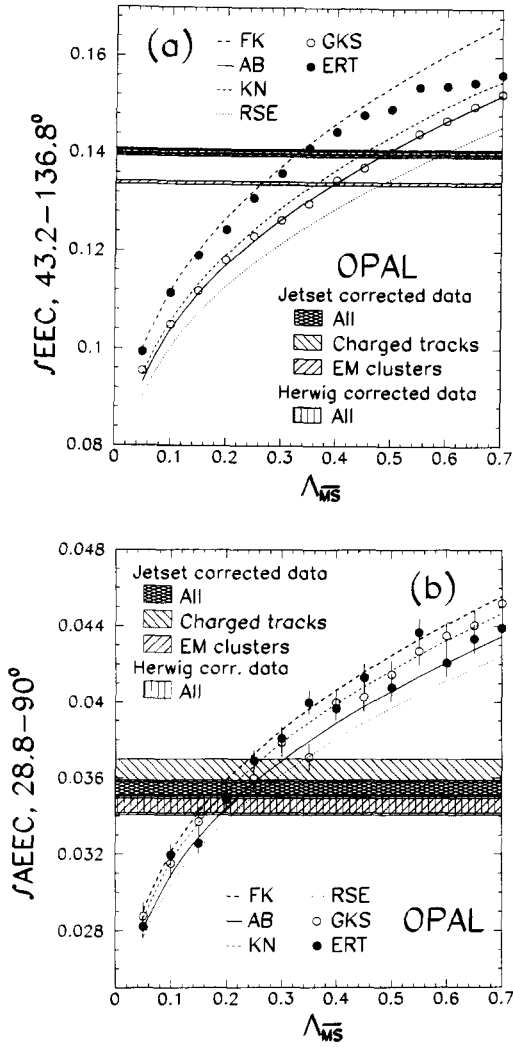 (a)
--- FK
— AB
--- KN
····· RSE
○ GKS
● ERT
0.16
0.14
0.12
0.1
0.08
∫EEC, 43.2–136.8°
OPAL
Jetset corrected data
All
Charged tracks
EM clusters
Herwig corrected data
All
0 0.1 0.2 0.3 0.4 0.5 0.6 0.7
Λ_MS̅
(b)
0.048
0.044
0.04
0.036
0.032
0.028
∫AEEC, 28.8–90°
Jetset corrected data
All
Charged tracks
EM clusters
Herwig corr. data
All
--- FK
— AB
--- KN
····· RSE
○ GKS
● ERT
OPAL
0 0.1 0.2 0.3 0.4 0.5 0.6 0.7
Λ_MS̅